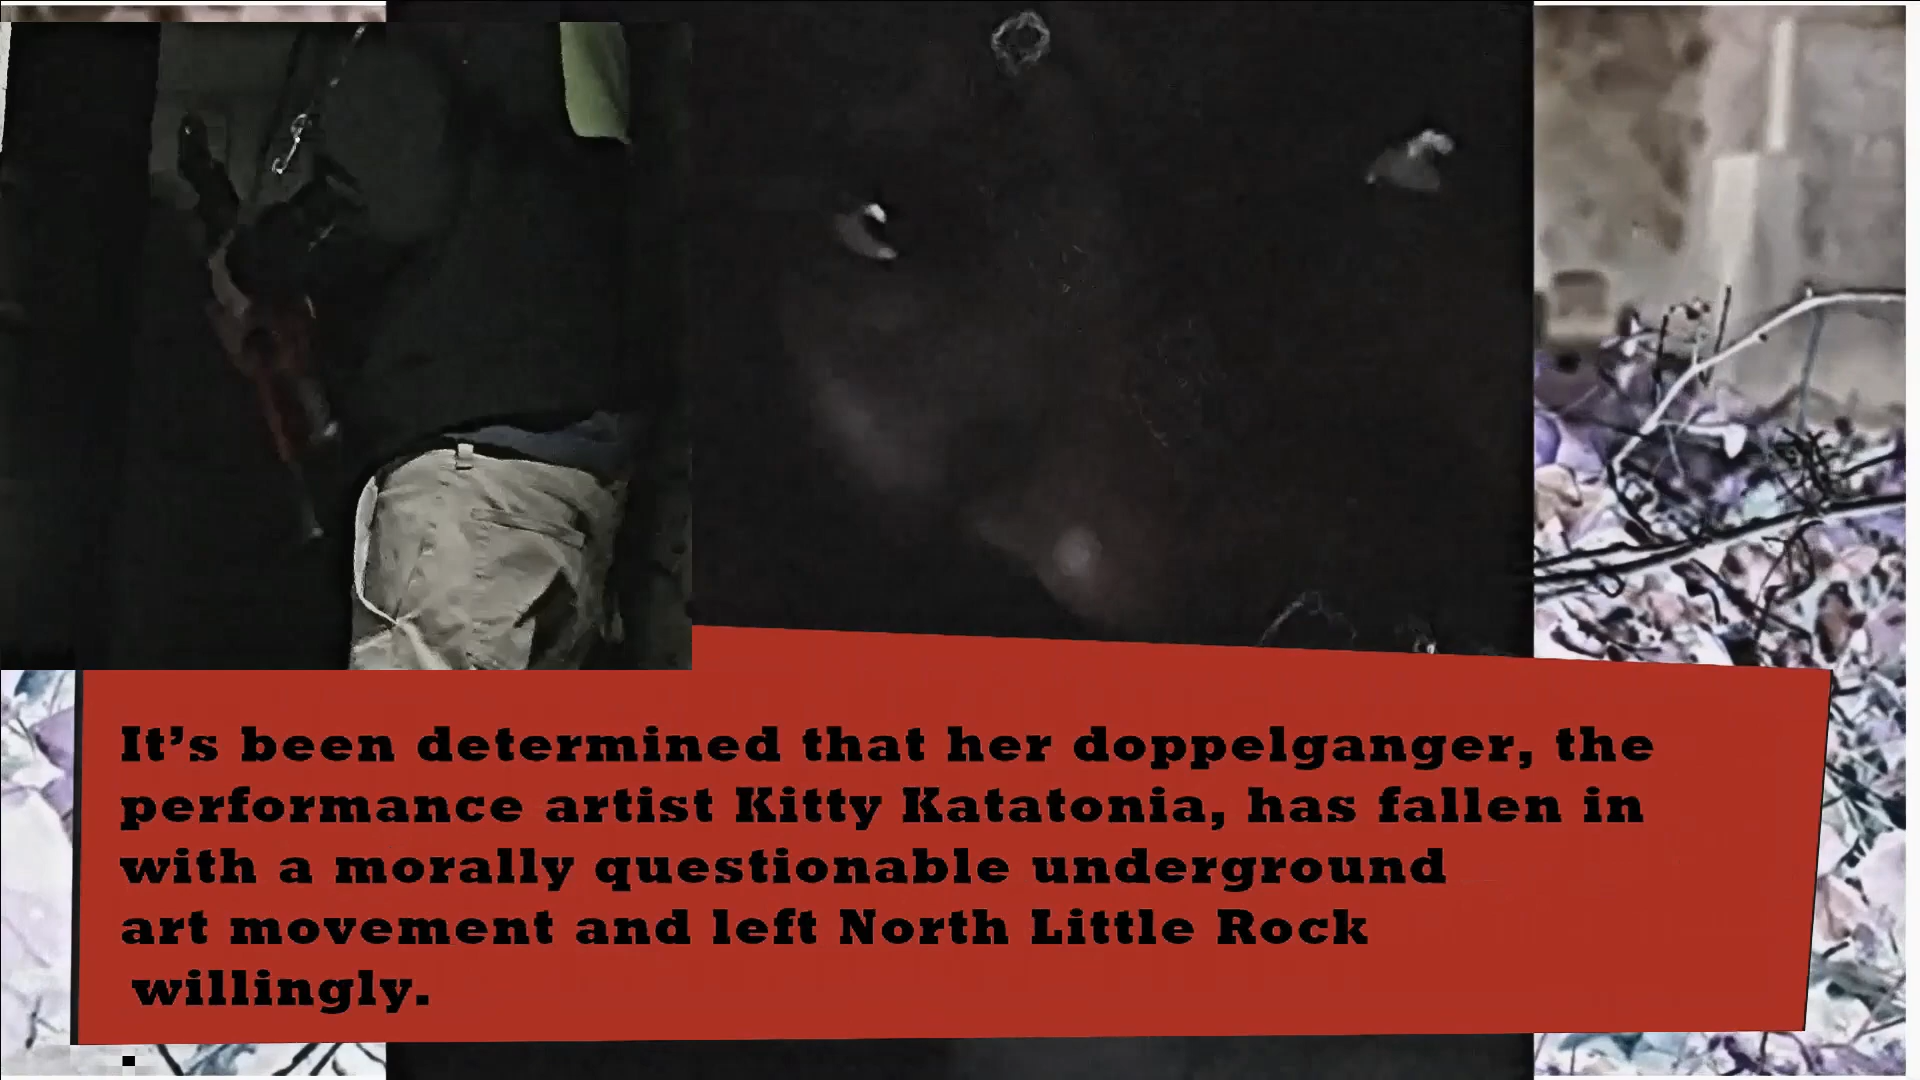 It’s been determined that her doppelganger, the
performance artist Kitty Katatonia, has fallen in
with a morally questionable underground
art movement and left North Little Rock
willingly.